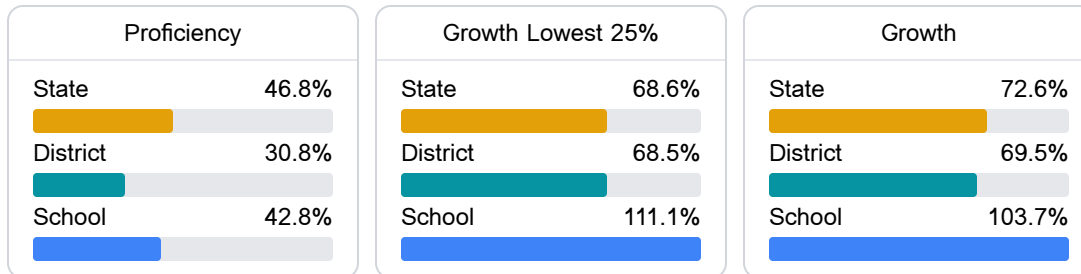 Proficiency
State 46.8%
District 30.8%
School 42.8%
Growth Lowest 25%
State 68.6%
District 68.5%
School 111.1%
Growth
State 72.6%
District 69.5%
School 103.7%